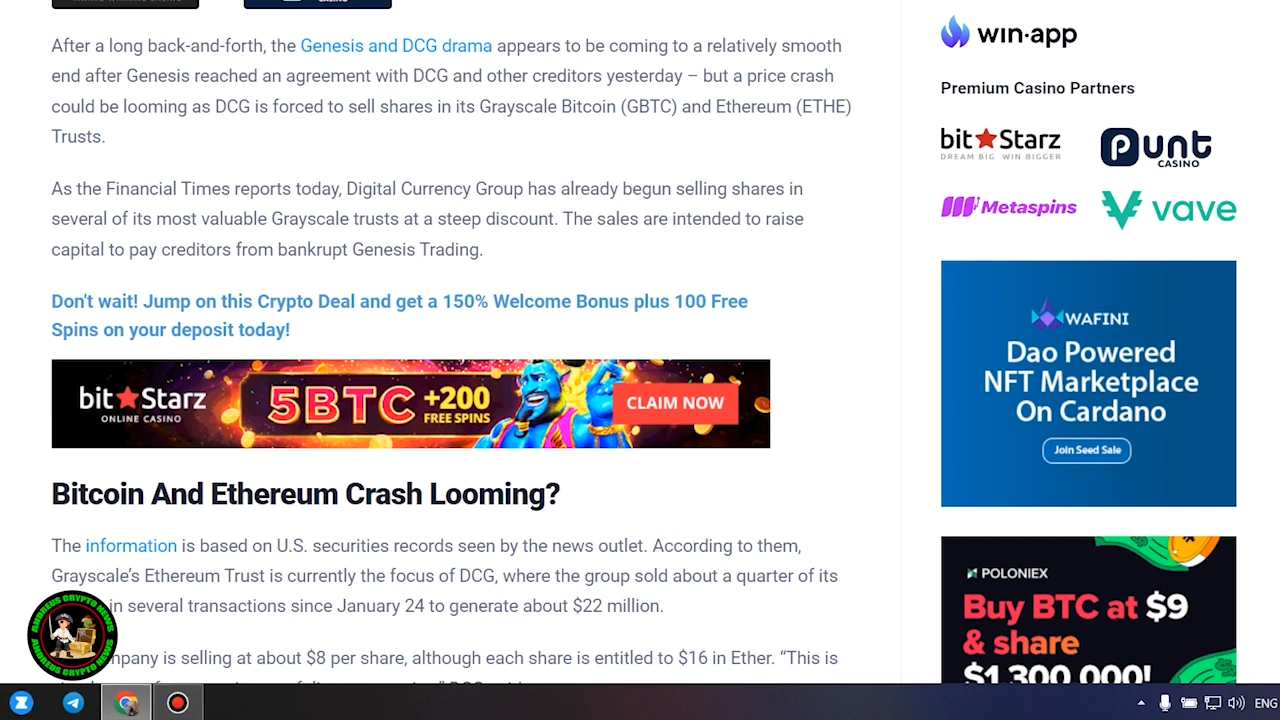 After a long back-and-forth, the Genesis and DCG drama appears to be coming to a relatively smooth
end after Genesis reached an agreement with DCG and other creditors yesterday – but a price crash
could be looming as DCG is forced to sell shares in its Grayscale Bitcoin (GBTC) and Ethereum (ETHE)
Trusts.
As the Financial Times reports today, Digital Currency Group has already begun selling shares in
several of its most valuable Grayscale trusts at a steep discount. The sales are intended to raise
capital to pay creditors from bankrupt Genesis Trading.
Don't wait! Jump on this Crypto Deal and get a 150% Welcome Bonus plus 100 Free
Spins on your deposit today!
bitStarz
ONLINE CASINO
5BTC
+200
FREE SPINS
CLAIM NOW
Bitcoin And Ethereum Crash Looming?
The information is based on U.S. securities records seen by the news outlet. According to them,
Grayscale's Ethereum Trust is currently the focus of DCG, where the group sold about a quarter of its
in several transactions since January 24 to generate about $22 million.
is selling at about $8 per share, although each share is entitled to $16 in Ether. “This is
ANDREUS CRYPTO NEWS
ANDREUS CRYPTO NEWS
win·app
Premium Casino Partners
bitStarz
DREAM BIG WIN BIGGER
Punt
CASINO
Metaspins
vave
WAFINI
Dao Powered
NFT Marketplace
On Cardano
Join Seed Sale
POLONIEX
Buy BTC at $9
& share
$1,300,000!
ENG